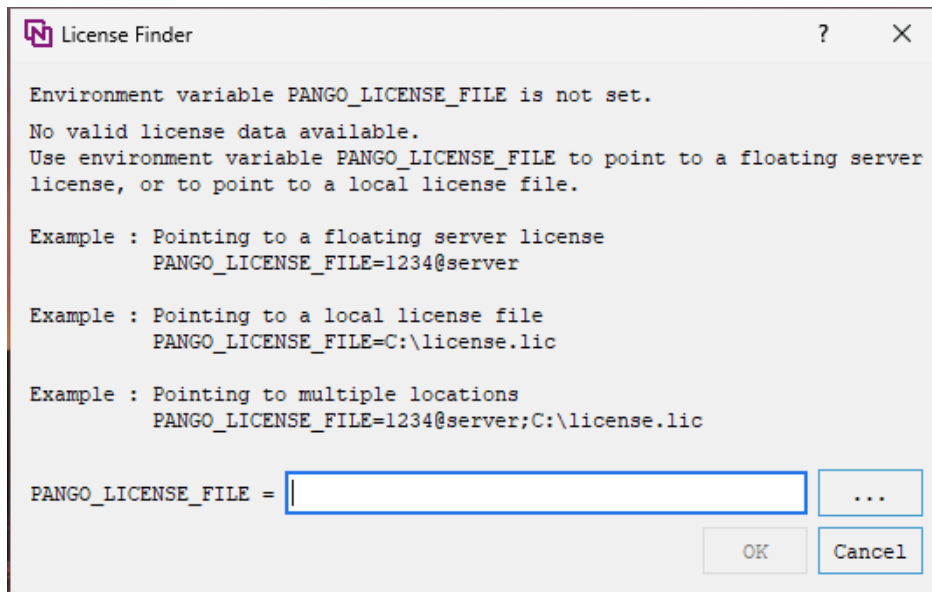 License Finder
Environment variable PANGO_LICENSE_FILE is not set.
No valid license data available.
Use environment variable PANGO_LICENSE_FILE to point to a floating server
license, or to point to a local license file.
Example : Pointing to a floating server license
PANGO_LICENSE_FILE=1234@server
Example : Pointing to a local license file
PANGO_LICENSE_FILE=C:\license.lic
Example : Pointing to multiple locations
PANGO_LICENSE_FILE=1234@server;C:\license.lic
PANGO_LICENSE_FILE = ...
OK Cancel